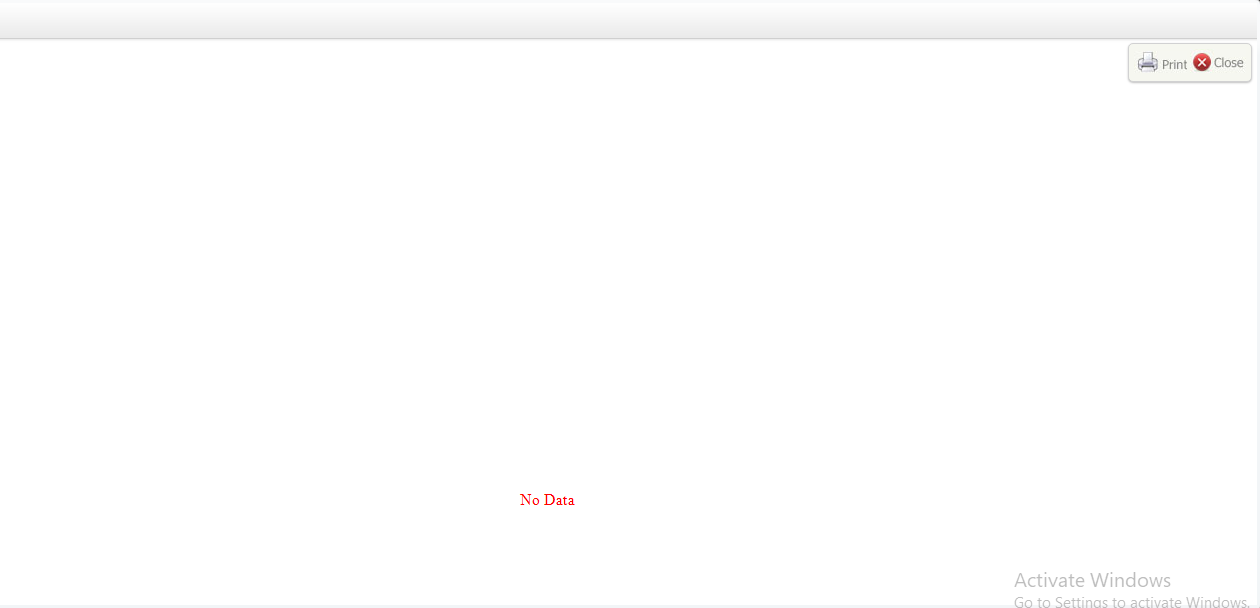 Print Close
No Data
Activate Windows
Go to Settings to activate Windows.